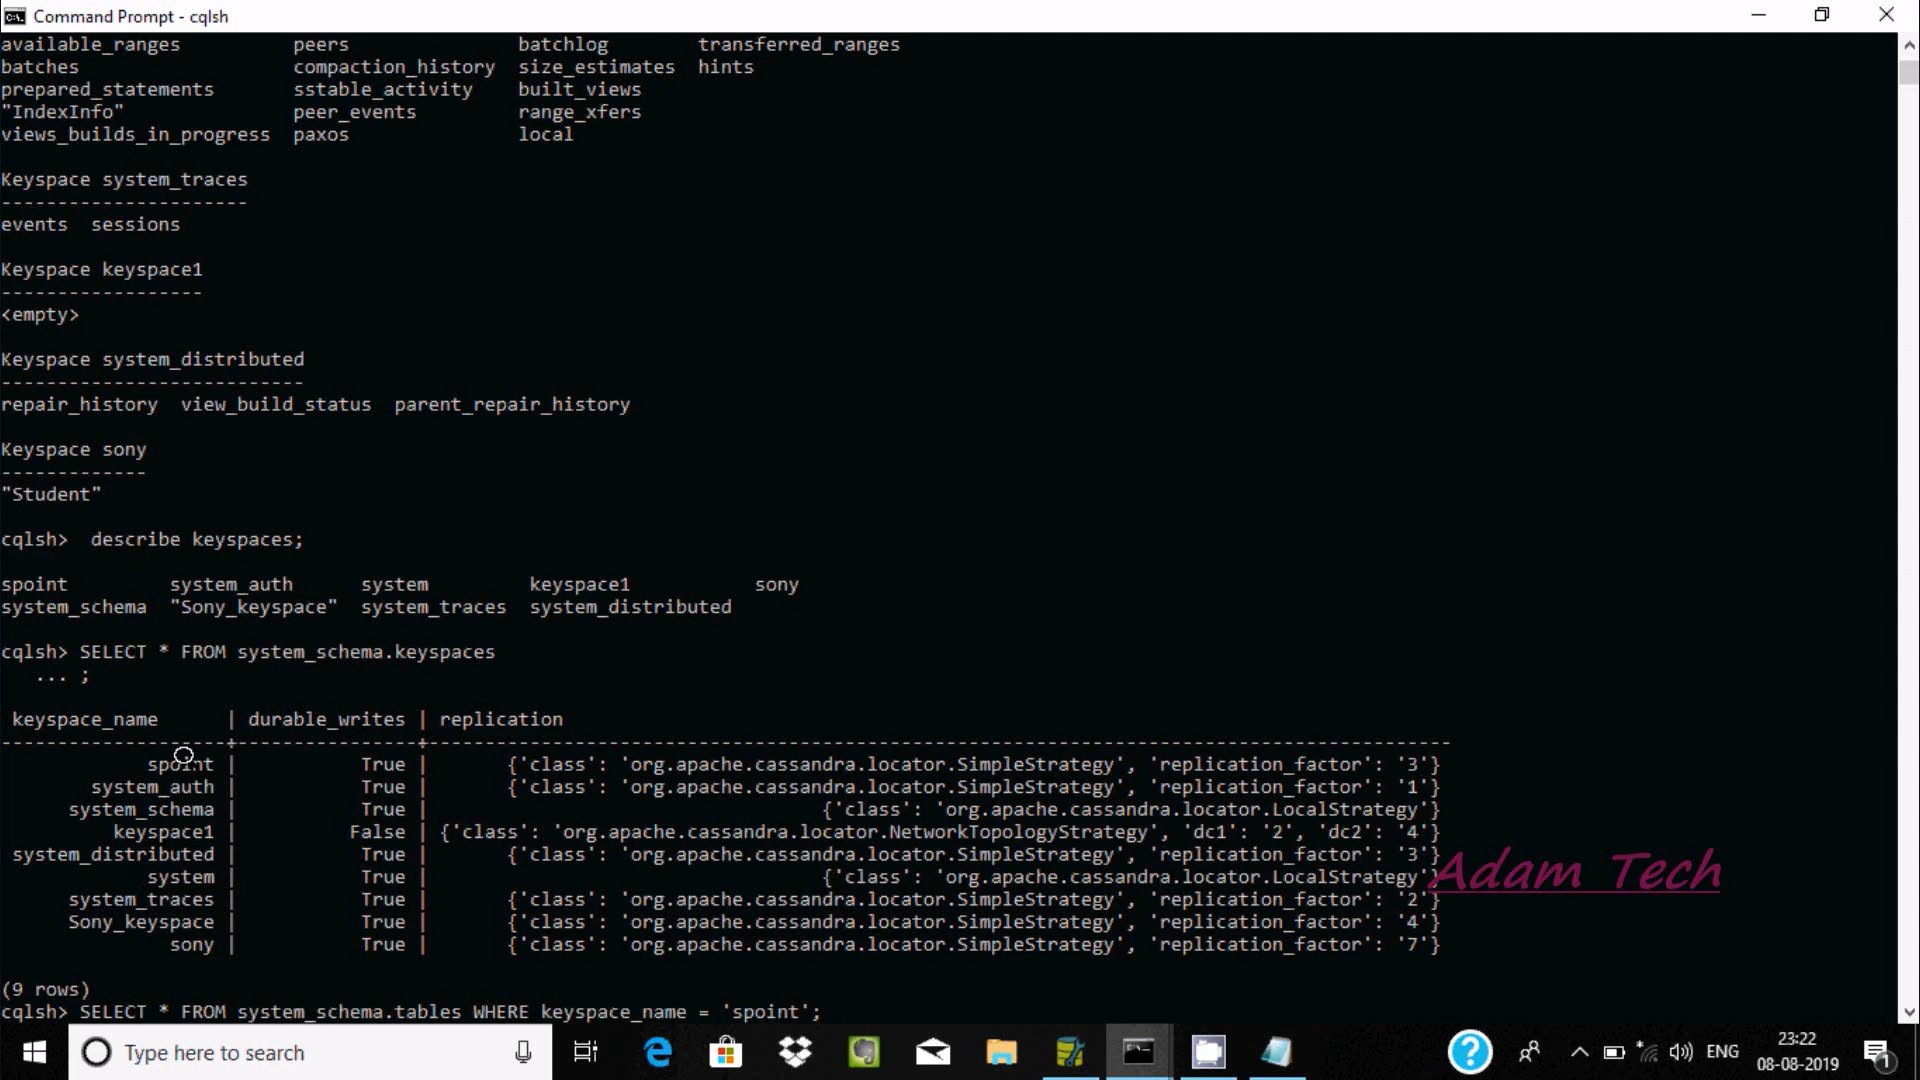 Command Prompt - cqlsh
available_ranges peers batchlog transferred_ranges
batches compaction_history size_estimates hints
prepared_statements sstable_activity built_views
"IndexInfo" peer_events range_xfers
views_builds_in_progress paxos local
Keyspace system_traces
----------------------
events sessions
Keyspace keyspace1
------------------
<empty>
Keyspace system_distributed
---------------------------
repair_history view_build_status parent_repair_history
Keyspace sony
-------------
"Student"
cqlsh> describe keyspaces;
spoint system_auth system keyspace1 sony
system_schema "Sony_keyspace" system_traces system_distributed
cqlsh> SELECT * FROM system_schema.keyspaces
... ;
keyspace_name | durable_writes | replication
--------------------+----------------+-------------------------------------------------------------------------------------------
spoint | True | {'class': 'org.apache.cassandra.locator.SimpleStrategy', 'replication_factor': '3'}
system_auth | True | {'class': 'org.apache.cassandra.locator.SimpleStrategy', 'replication_factor': '1'}
system_schema | True | {'class': 'org.apache.cassandra.locator.LocalStrategy'}
keyspace1 | False | {'class': 'org.apache.cassandra.locator.NetworkTopologyStrategy', 'dc1': '2', 'dc2': '4'}
system_distributed | True | {'class': 'org.apache.cassandra.locator.SimpleStrategy', 'replication_factor': '3'}
system | True | {'class': 'org.apache.cassandra.locator.LocalStrategy'}
system_traces | True | {'class': 'org.apache.cassandra.locator.SimpleStrategy', 'replication_factor': '2'}
Sony_keyspace | True | {'class': 'org.apache.cassandra.locator.SimpleStrategy', 'replication_factor': '4'}
sony | True | {'class': 'org.apache.cassandra.locator.SimpleStrategy', 'replication_factor': '7'}
Adam Tech
(9 rows)
cqlsh> SELECT * FROM system_schema.tables WHERE keyspace_name = 'spoint';
Type here to search
ENG
23:22
08-08-2019
1